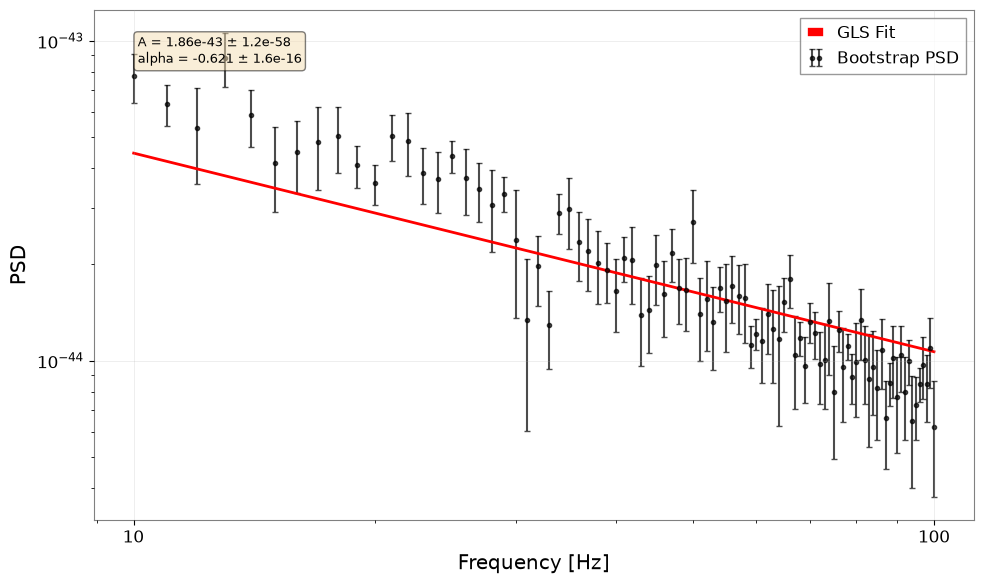 A = 1.86e-43 ± 1.2e-58
alpha = -0.621 ± 1.6e-16
GLS Fit
Bootstrap PSD
10⁻⁴³
10⁻⁴⁴
PSD
10
100
Frequency [Hz]